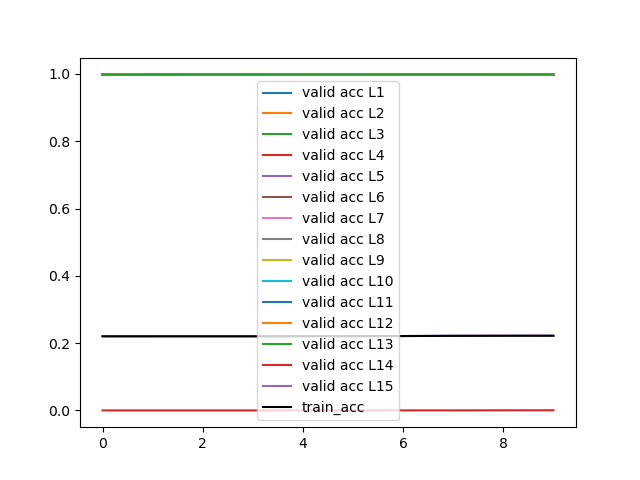 1.0
0.8
0.6
0.4
0.2
0.0
valid acc L1
valid acc L2
valid acc L3
valid acc L4
valid acc L5
valid acc L6
valid acc L7
valid acc L8
valid acc L9
valid acc L10
valid acc L11
valid acc L12
valid acc L13
valid acc L14
valid acc L15
train_acc
0 2 4 6 8